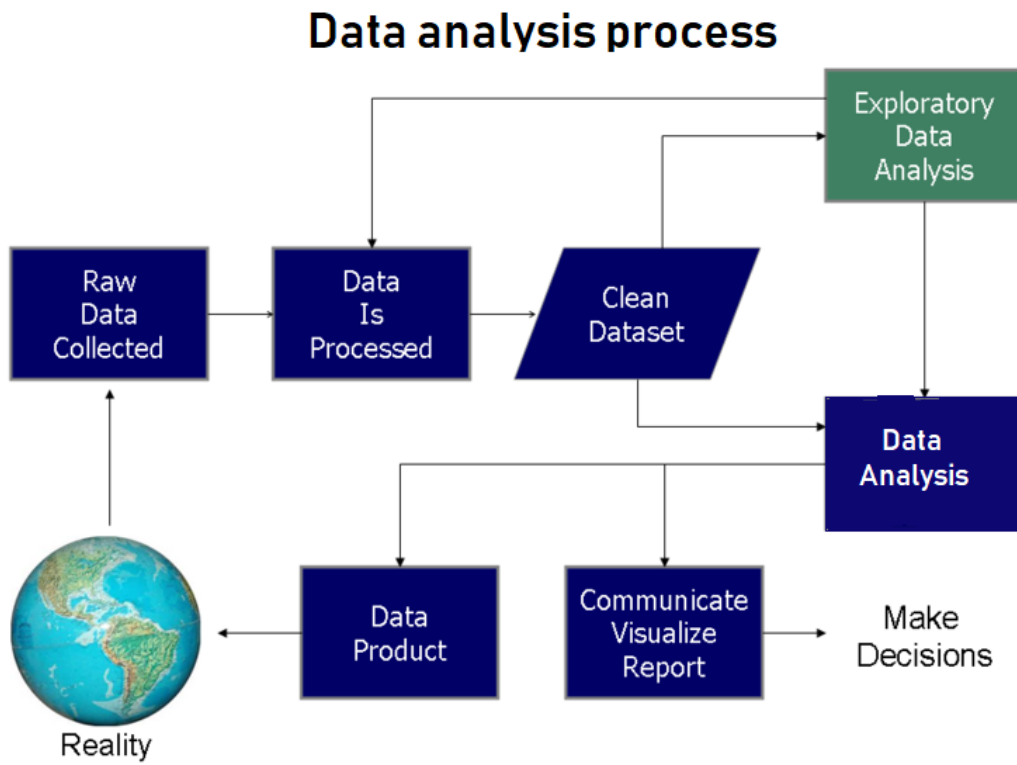 Data analysis process
Exploratory
Data
Analysis
Raw
Data
Collected
Data
Is
Processed
Clean
Dataset
Data
Analysis
Data
Product
Communicate
Visualize
Report
Make
Decisions
Reality